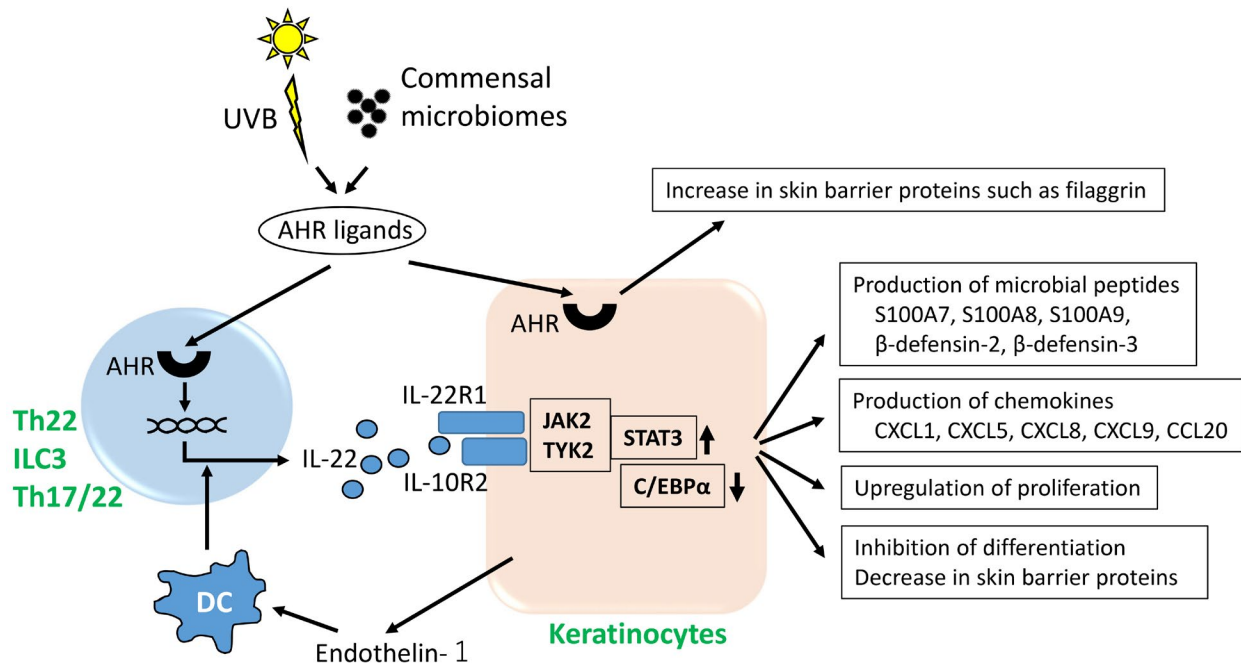 UVB
Commensal
microbiomes
AHR ligands
Increase in skin barrier proteins such as filaggrin
AHR
AHR
Th22
ILC3
Th17/22
IL-22
IL-22R1
IL-10R2
JAK2
TYK2
STAT3
C/EBPα
Production of microbial peptides
S100A7, S100A8, S100A9,
β-defensin-2, β-defensin-3
Production of chemokines
CXCL1, CXCL5, CXCL8, CXCL9, CCL20
Upregulation of proliferation
Inhibition of differentiation
Decrease in skin barrier proteins
DC
Endothelin-1
Keratinocytes